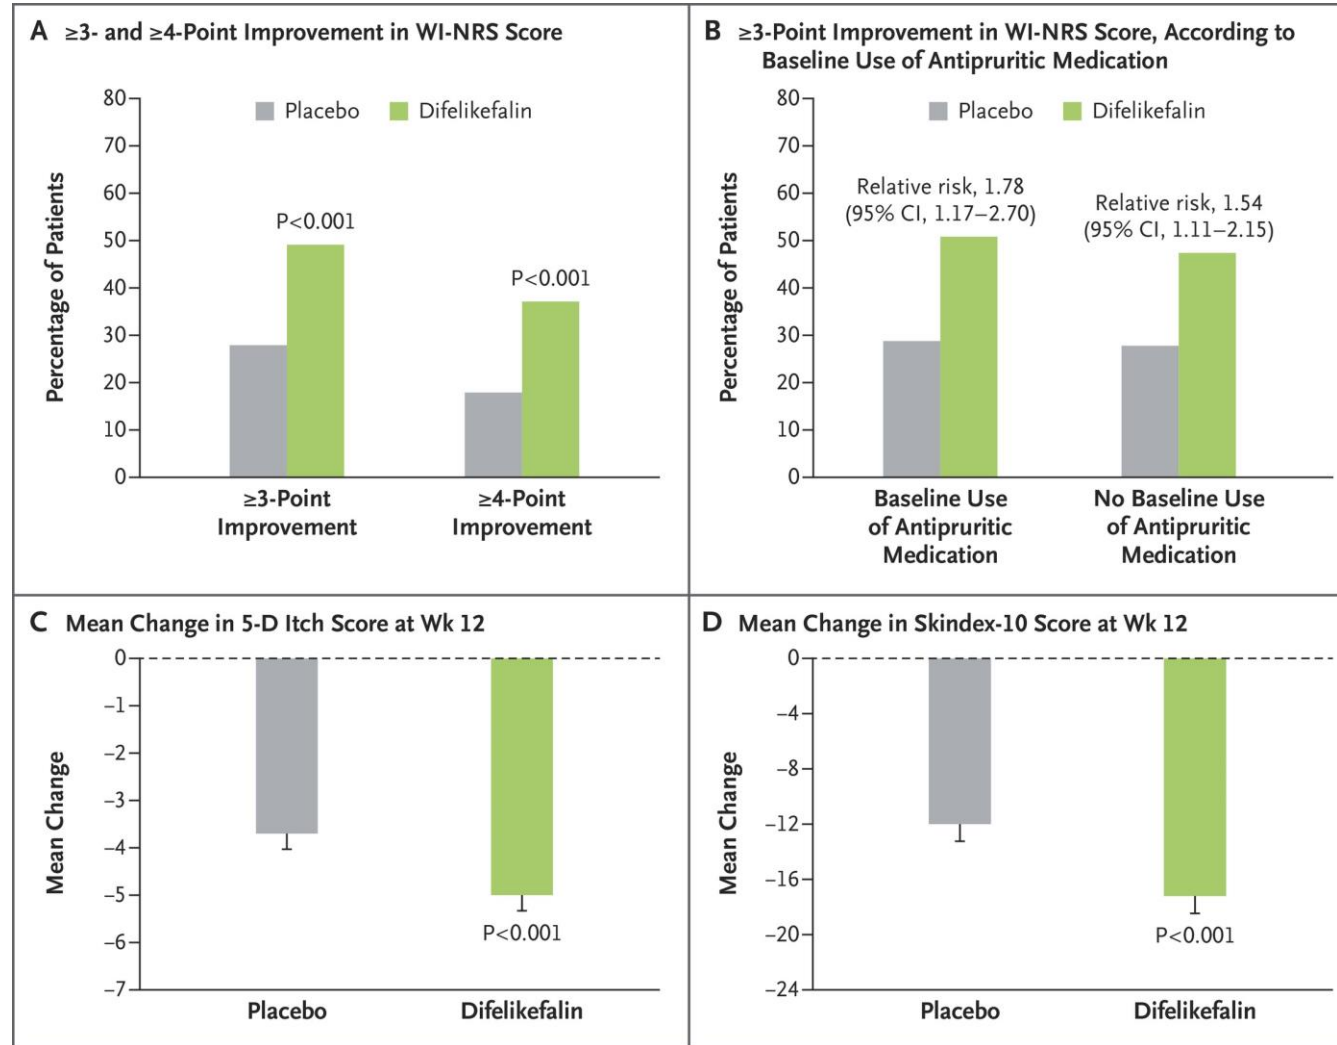 A ≥3- and ≥4-Point Improvement in WI-NRS Score
Placebo Difelikefalin
Percentage of Patients
80
70
60
50
40
30
20
10
0
P<0.001
P<0.001
≥3-Point
Improvement
≥4-Point
Improvement
B ≥3-Point Improvement in WI-NRS Score, According to
Baseline Use of Antipruritic Medication
Placebo Difelikefalin
Percentage of Patients
80
70
60
50
40
30
20
10
0
Relative risk, 1.78
(95% CI, 1.17–2.70)
Relative risk, 1.54
(95% CI, 1.11–2.15)
Baseline Use
of Antipruritic
Medication
No Baseline Use
of Antipruritic
Medication
C Mean Change in 5-D Itch Score at Wk 12
Mean Change
0
–1
–2
–3
–4
–5
–6
–7
P<0.001
Placebo
Difelikefalin
D Mean Change in Skindex-10 Score at Wk 12
Mean Change
0
–4
–8
–12
–16
–20
–24
P<0.001
Placebo
Difelikefalin